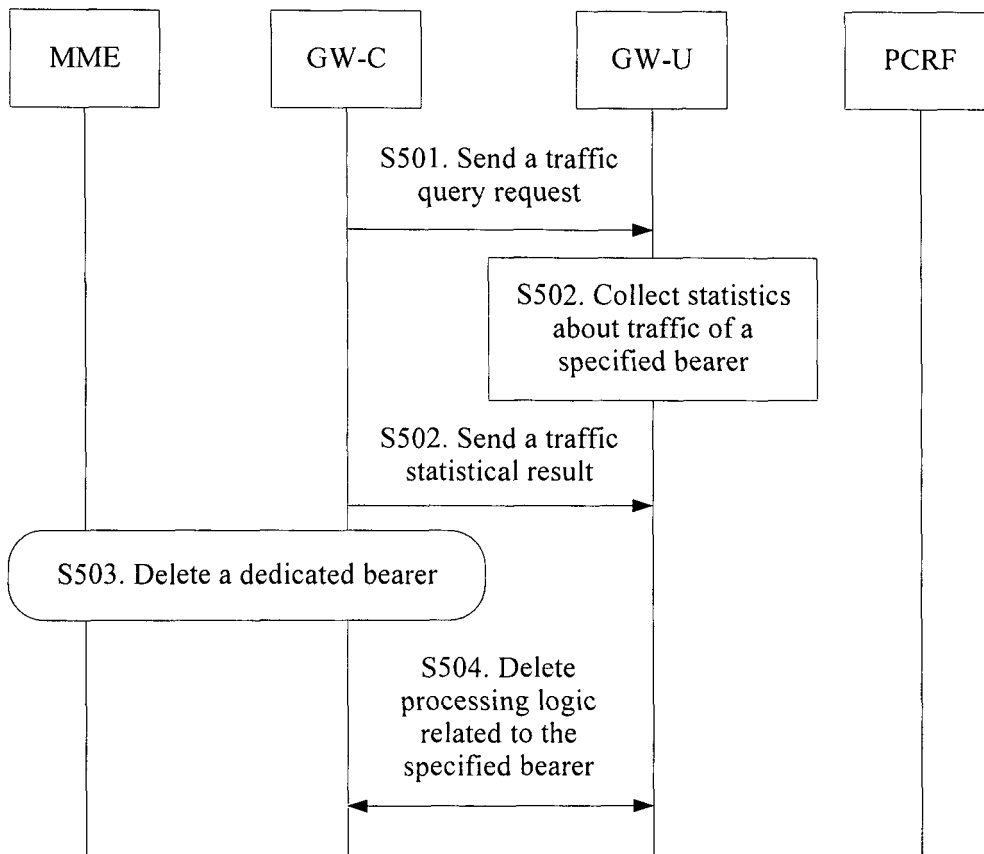 MME
GW-C
GW-U
PCRF
S501. Send a traffic
query request
S502. Collect statistics
about traffic of a
specified bearer
S502. Send a traffic
statistical result
S503. Delete a dedicated bearer
S504. Delete
processing logic
related to the
specified bearer